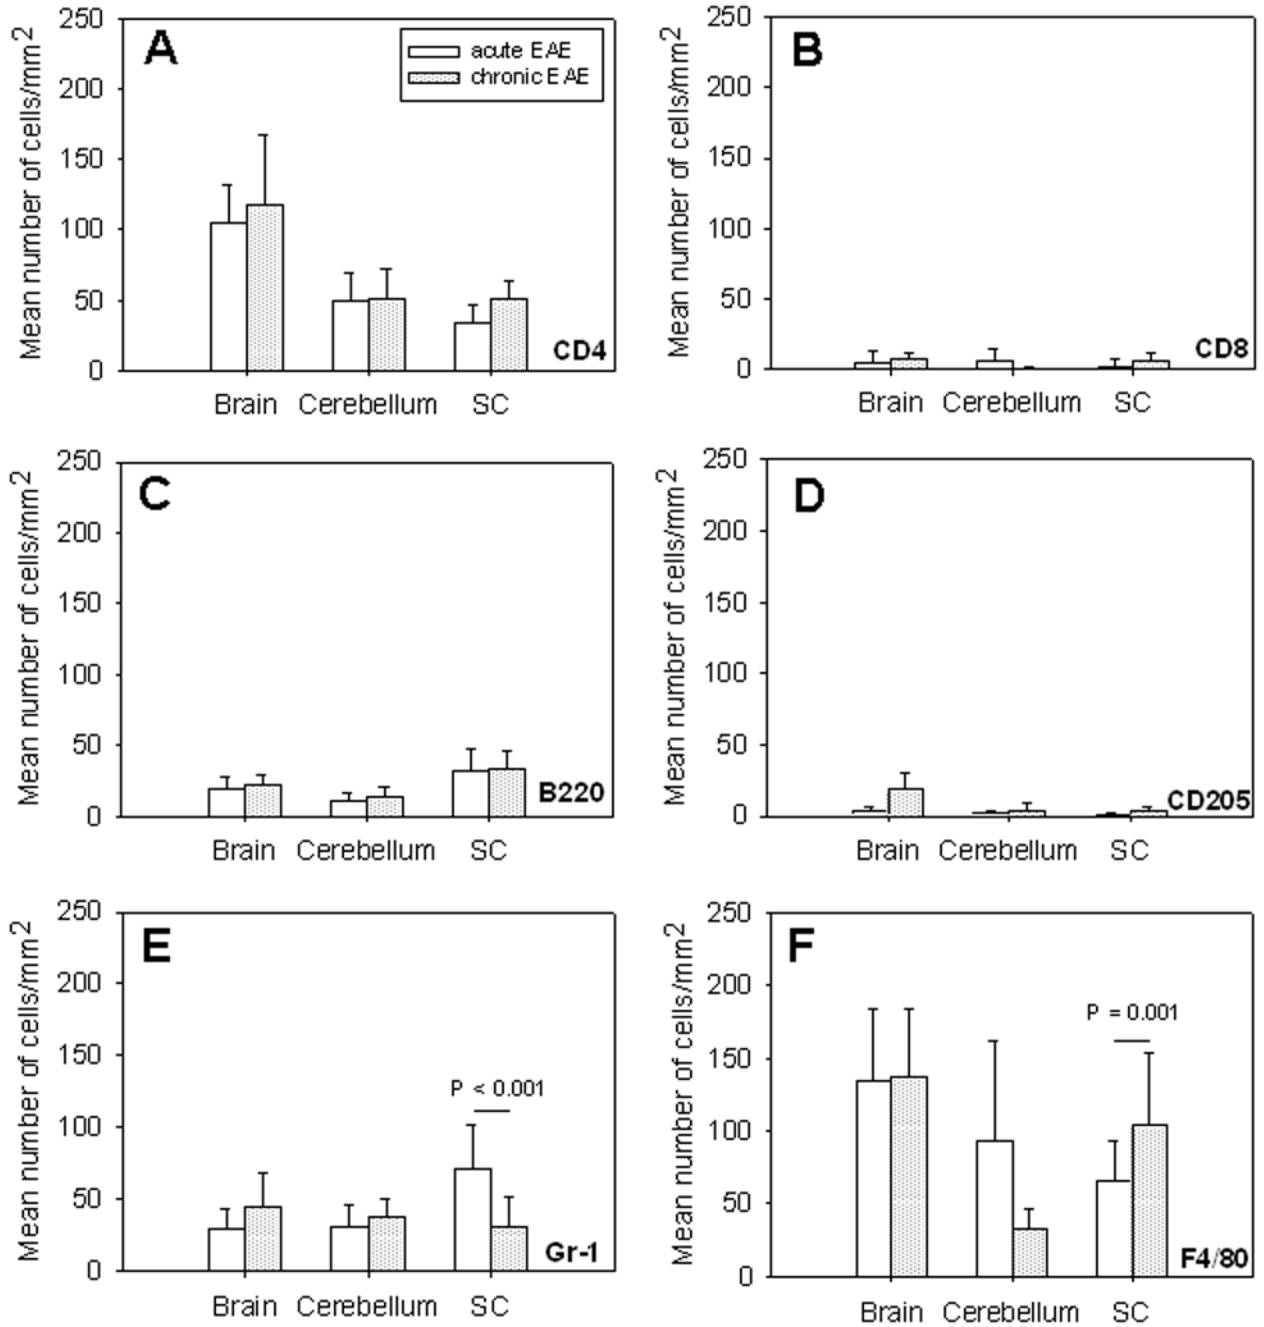 A
acute EAE
chronic EAE
Mean number of cells/mm²
250
200
150
100
50
0
CD4
Brain Cerebellum SC
B
Mean number of cells/mm²
250
200
150
100
50
0
CD8
Brain Cerebellum SC
C
Mean number of cells/mm²
250
200
150
100
50
0
B220
Brain Cerebellum SC
D
Mean number of cells/mm²
250
200
150
100
50
0
CD205
Brain Cerebellum SC
E
Mean number of cells/mm²
250
200
150
100
50
0
P < 0.001
Gr-1
Brain Cerebellum SC
F
Mean number of cells/mm²
250
200
150
100
50
0
P = 0.001
F4/80
Brain Cerebellum SC